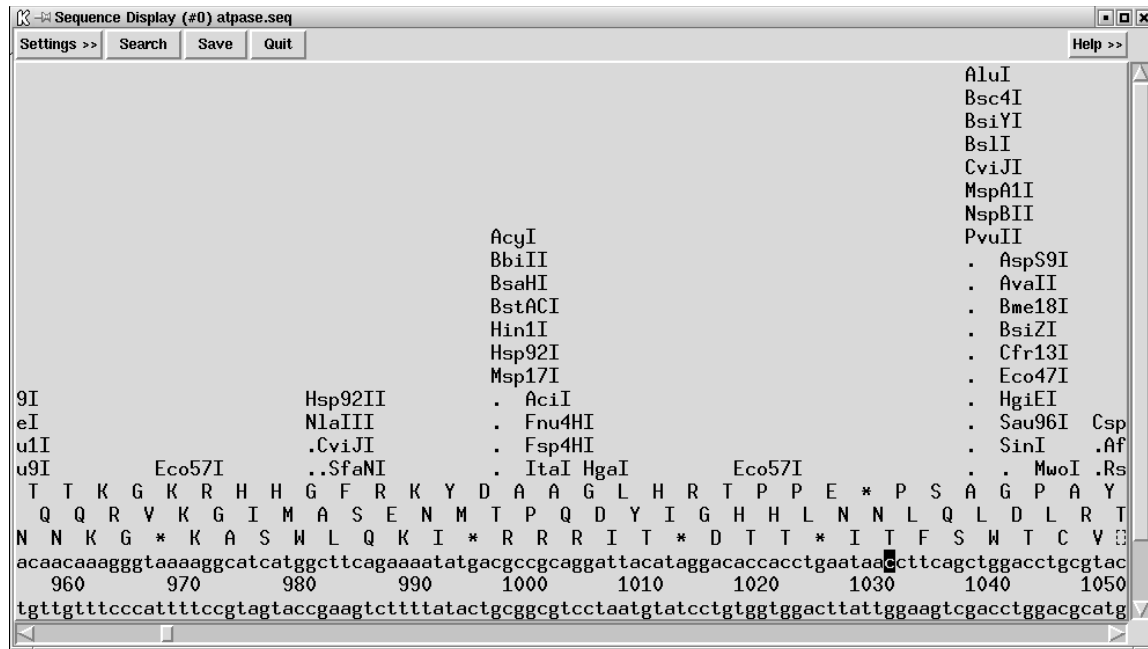 Sequence Display (#0) atpase.seq
Settings >> Search Save Quit Help >>
AluI
Bsc4I
BsiYI
BslI
CviJI
MspA1I
NspBII
AcyI PvuII
BbiII . AspS9I
BsaHI . AvaII
BstACI . Bme18I
Hin1I . BsiZI
Hsp92I . Cfr13I
Msp17I . Eco47I
9I Hsp92II . AciI . HgiEI
eI NlaIII . Fnu4HI . Sau96I Csp
u1I .CviJI . Fsp4HI . SinI .Af
u9I Eco57I ..SfaNI . ItaI HgaI Eco57I . . MwoI .Rs
T T K G K R H H G F R K Y D A A G L H R T P P E * P S A G P A Y
Q Q R V K G I M A S E N M T P Q D Y I G H H L N N L Q L D L R T
N N K G * K A S W L Q K I * R R R I T * D T T * I T F S W T C V
acaacaaagggtaaaaggcatcatggcttcagaaaatatgacgccgcaggattacataggacaccacctgaataaccttcagctggacctgcgtac
960 970 980 990 1000 1010 1020 1030 1040 1050
tgttgtttcccattttccgtagtaccgaagtcttttatactgcggcgtcctaatgtatcctgtggtggacttattggaagtcgacctggacgcatg